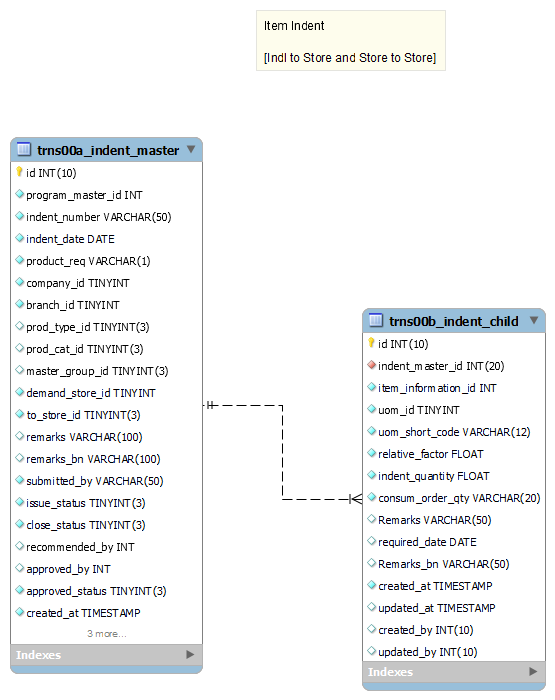 Item Indent
[Indl to Store and Store to Store]
trns00a_indent_master
id INT(10)
program_master_id INT
indent_number VARCHAR(50)
indent_date DATE
product_req VARCHAR(1)
company_id TINYINT
branch_id TINYINT
prod_type_id TINYINT(3)
prod_cat_id TINYINT(3)
master_group_id TINYINT(3)
demand_store_id TINYINT
to_store_id TINYINT(3)
remarks VARCHAR(100)
remarks_bn VARCHAR(100)
submitted_by VARCHAR(50)
issue_status TINYINT(3)
close_status TINYINT(3)
recommended_by INT
approved_by INT
approved_status TINYINT(3)
created_at TIMESTAMP
3 more...
Indexes
trns00b_indent_child
id INT(10)
indent_master_id INT(20)
item_information_id INT
uom_id TINYINT
uom_short_code VARCHAR(12)
relative_factor FLOAT
indent_quantity FLOAT
consum_order_qty VARCHAR(20)
Remarks VARCHAR(50)
required_date DATE
Remarks_bn VARCHAR(50)
created_at TIMESTAMP
updated_at TIMESTAMP
created_by INT(10)
updated_by INT(10)
Indexes